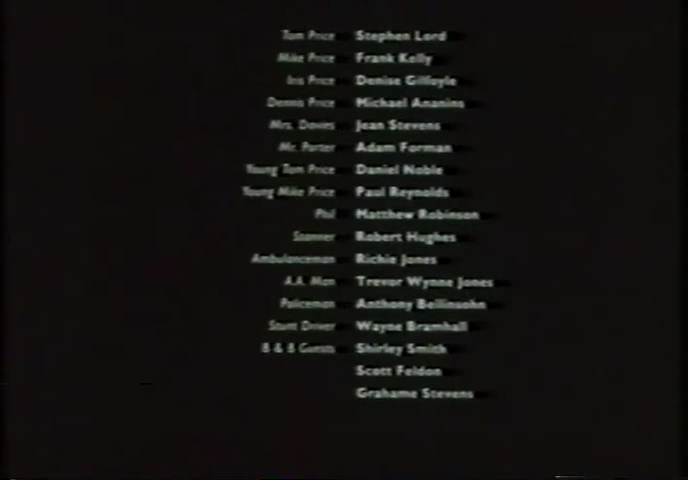 Tom Price Stephen Lord
Mike Price Frank Kelly
Iris Price Denise Gilfoyle
Dennis Price Michael Ananins
Mrs. Davies Jean Stevens
Mr. Porter Adam Forman
Young Tom Price Daniel Noble
Young Mike Price Paul Reynolds
Phil Matthew Robinson
Robert Hughes
Ambulanceman Richie Jones
A.A. Man Trevor Wynne Jones
Policeman Anthony Bellinsohn
Stunt Driver Wayne Bramhall
B & B Guests Shirley Smith
Scott Feldon
Grahame Stevens